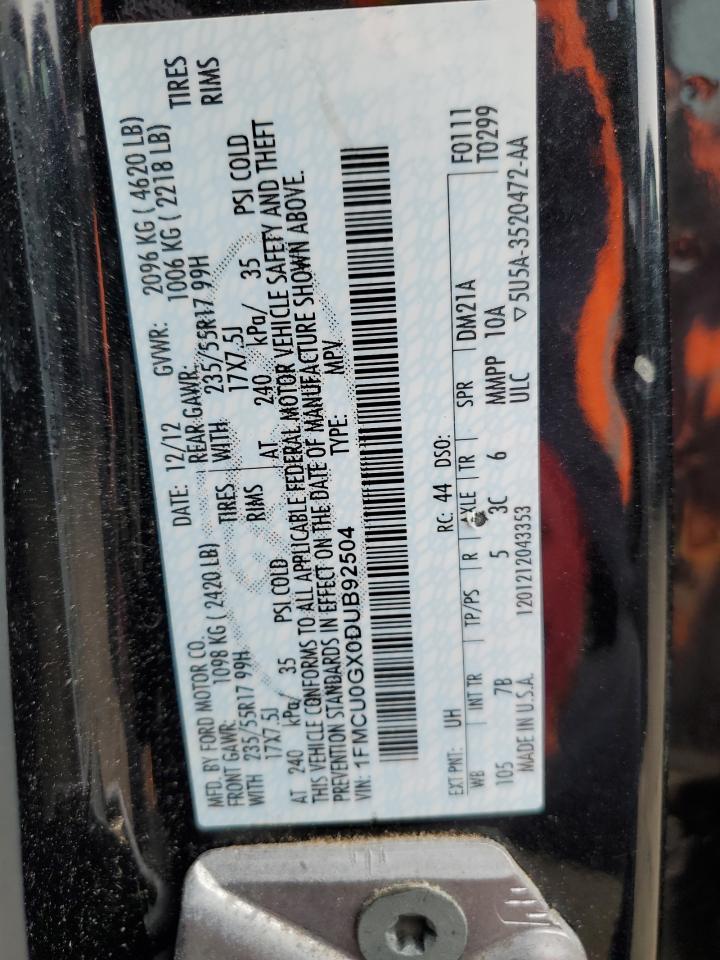 MFD. BY FORD MOTOR CO. DATE: 12/12 GVWR: 2096 KG ( 4620 LB)
FRONT GAWR: 1098 KG ( 2420 LB) REAR GAWR: 1006 KG ( 2218 LB)
WITH 235/55R17 99H TIRES WITH 235/55R17 99H TIRES
17X7.5J RIMS 17X7.5J RIMS
AT 240 kPa/ 35 PSI COLD AT 240 kPa/ 35 PSI COLD
THIS VEHICLE CONFORMS TO ALL APPLICABLE FEDERAL MOTOR VEHICLE SAFETY AND THEFT
PREVENTION STANDARDS IN EFFECT ON THE DATE OF MANUFACTURE SHOWN ABOVE.
VIN: 1FMCU0GX0DUB92504 TYPE: MPV
F0111
EXT PNT: UH RC: 44 DSO: T0299
WB INT TR TP/PS R AXLE TR SPR DM21A
105 7B 5 3C 6 MMPP 10A
MADE IN U.S.A. 1201212043353 ULC ▽5U5A-3520472-AA